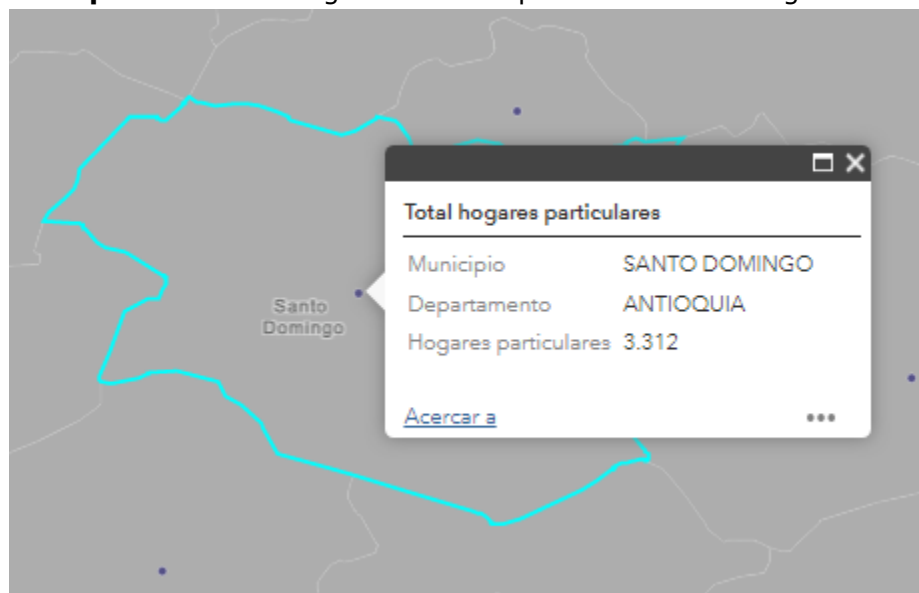 Santo
Domingo
Total hogares particulares
Municipio SANTO DOMINGO
Departamento ANTIOQUIA
Hogares particulares 3.312
Acercar a